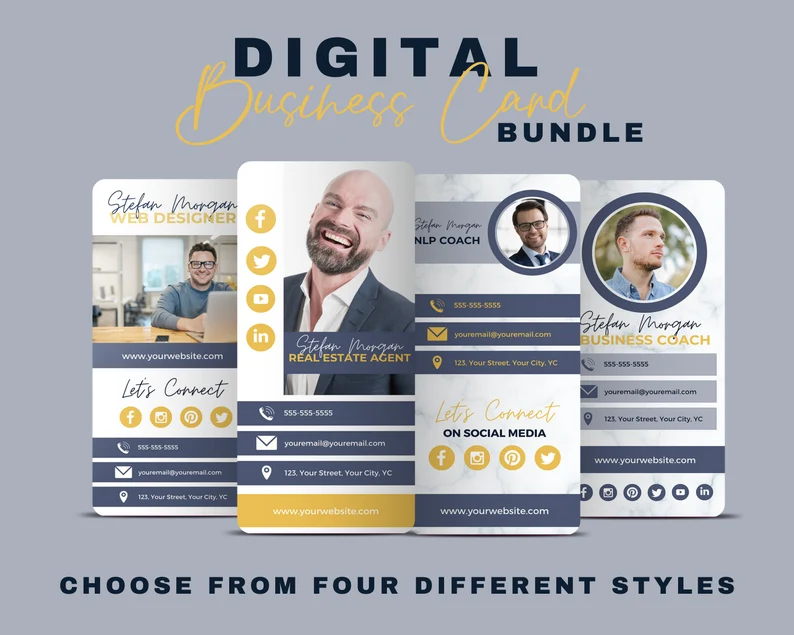 DIGITAL
Business Card
BUNDLE
Stefan Morgan
WEB DESIGNER
www.yourwebsite.com
Let's Connect
555-555-5555
youremail@youremail.com
123, Your Street, Your City, YC
Stefan Morgan
REAL ESTATE AGENT
555-555-5555
youremail@youremail.com
123, Your Street, Your City, YC
www.yourwebsite.com
Stefan Morgan
NLP COACH
555-555-5555
youremail@youremail.com
123, Your Street, Your City, YC
Let's Connect
ON SOCIAL MEDIA
www.yourwebsite.com
Stefan Morgan
BUSINESS COACH
555-555-5555
youremail@youremail.com
123, Your Street, Your City, YC
www.yourwebsite.com
CHOOSE FROM FOUR DIFFERENT STYLES